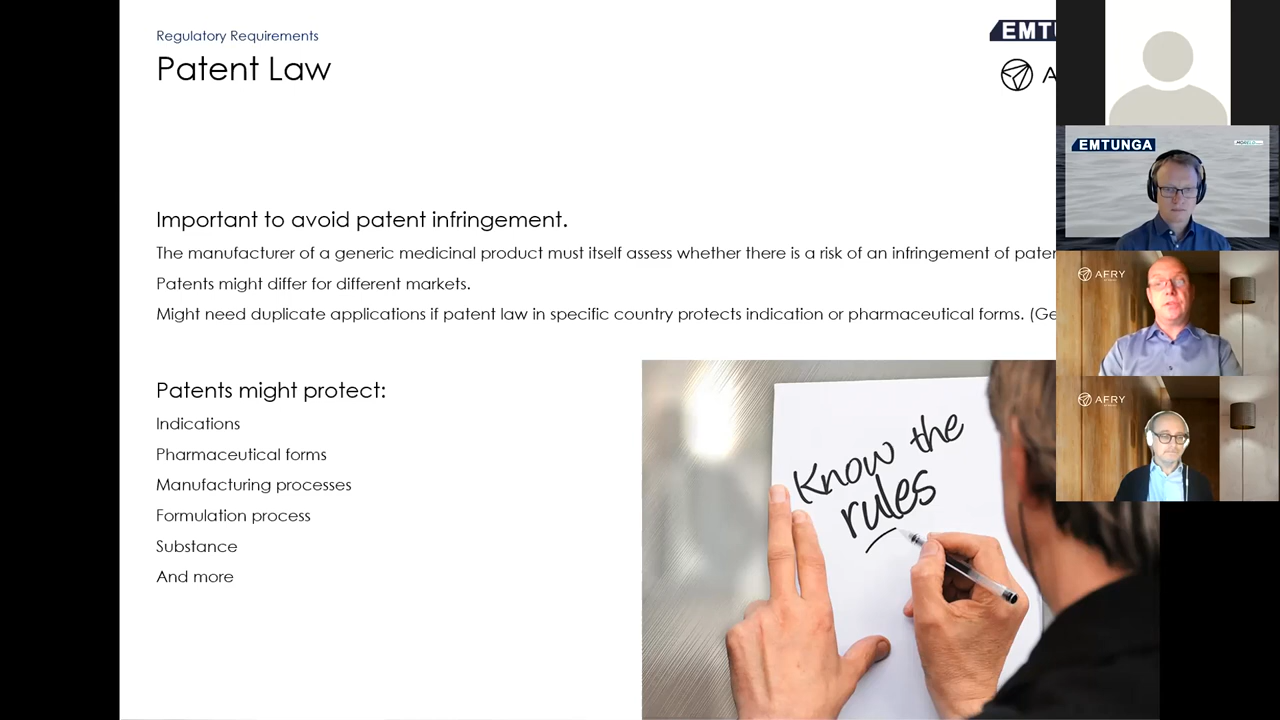 Regulatory Requirements
Patent Law
EMT
A
Important to avoid patent infringement.
The manufacturer of a generic medicinal product must itself assess whether there is a risk of an infringement of
Patents might differ for different markets.
Might need duplicate applications if patent law in specific country protects indication or pharmaceutical forms.
Patents might protect:
Indications
Pharmaceutical forms
Manufacturing processes
Formulation process
Substance
And more
Know the
rules
EMTUNGA
AFRY
AFRY